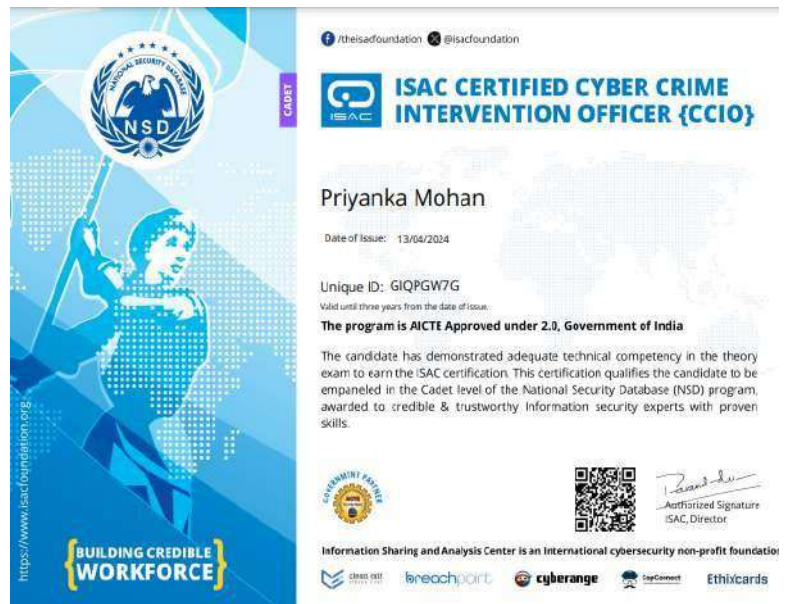 /theisacfoundation @isacfoundation
NATIONAL SECURITY DATABASE
NSD
CADET
ISAC
ISAC CERTIFIED CYBER CRIME
INTERVENTION OFFICER {CCIO}
Priyanka Mohan
Date of Issue: 13/04/2024
Unique ID: GIQPGW7G
Valid until three years from the date of issue.
The program is AICTE Approved under 2.0, Government of India
The candidate has demonstrated adequate technical competency in the theory
exam to earn the ISAC certification. This certification qualifies the candidate to be
empaneled in the Cadet level of the National Security Database (NSD) program,
awarded to credible & trustworthy Information security experts with proven
skills.
https://www.isacfoundation.org
GOVERNMENT PARTNER
AICTE
Authorized Signature
ISAC, Director
{BUILDING CREDIBLE
WORKFORCE}
Information Sharing and Analysis Center is an International cybersecurity non-profit foundation
breachpoint cyberange CopConnect Ethixcards